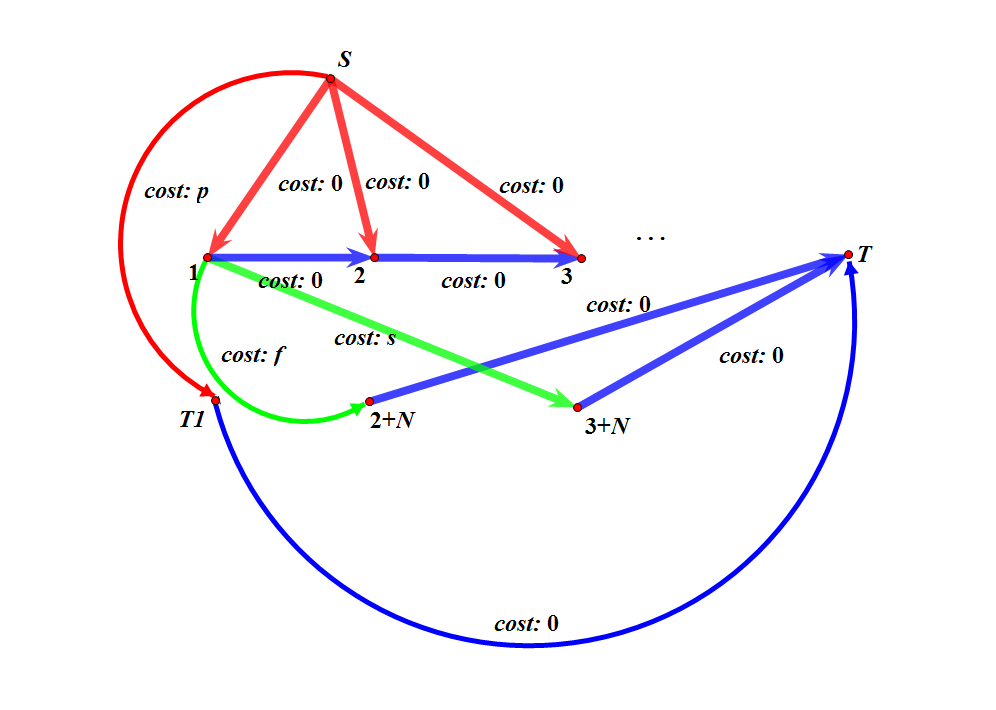 S
cost: p
cost: 0
cost: 0
cost: 0
. . .
1
cost: 0
2
cost: 0
3
T
cost: 0
cost: s
cost: f
cost: 0
T1
2+N
3+N
cost: 0